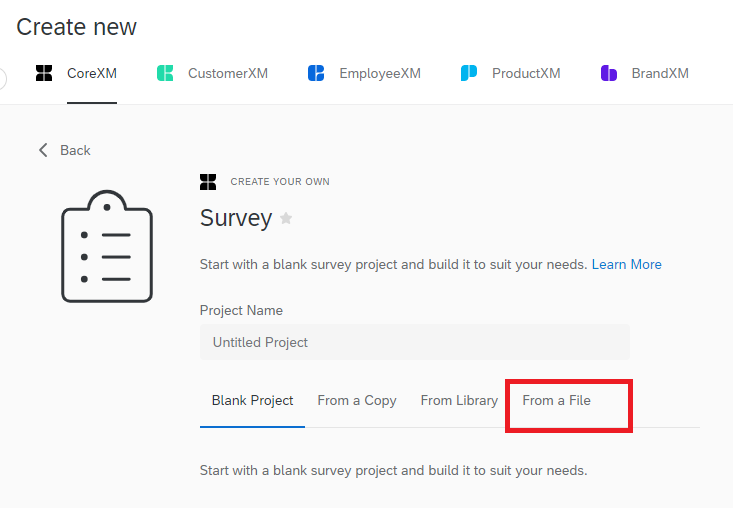 Create new
CoreXM CustomerXM EmployeeXM ProductXM BrandXM
Back
CREATE YOUR OWN
Survey
Start with a blank survey project and build it to suit your needs. Learn More
Project Name
Untitled Project
Blank Project From a Copy From Library From a File
Start with a blank survey project and build it to suit your needs.